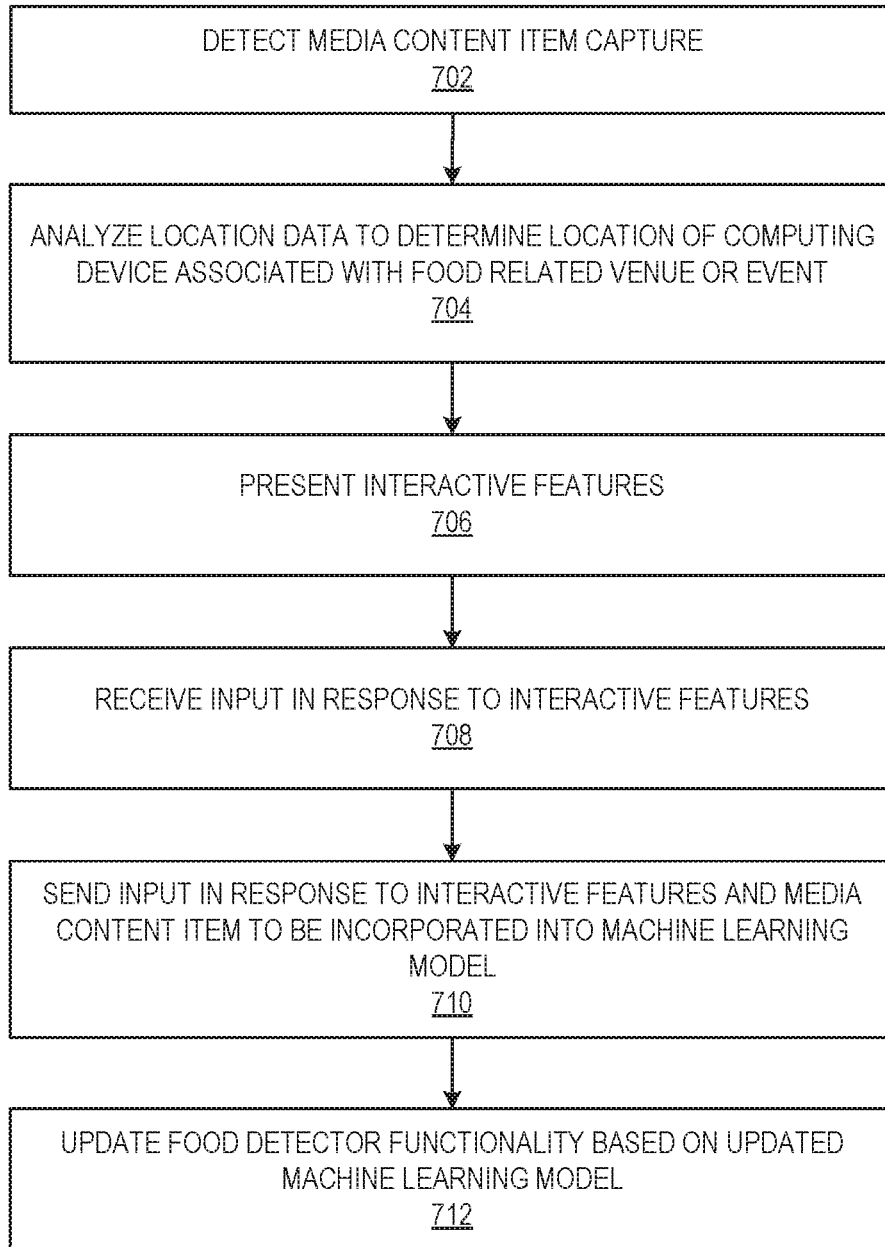 DETECT MEDIA CONTENT ITEM CAPTURE
702
ANALYZE LOCATION DATA TO DETERMINE LOCATION OF COMPUTING
DEVICE ASSOCIATED WITH FOOD RELATED VENUE OR EVENT
704
PRESENT INTERACTIVE FEATURES
706
RECEIVE INPUT IN RESPONSE TO INTERACTIVE FEATURES
708
SEND INPUT IN RESPONSE TO INTERACTIVE FEATURES AND MEDIA
CONTENT ITEM TO BE INCORPORATED INTO MACHINE LEARNING
MODEL
710
UPDATE FOOD DETECTOR FUNCTIONALITY BASED ON UPDATED
MACHINE LEARNING MODEL
712